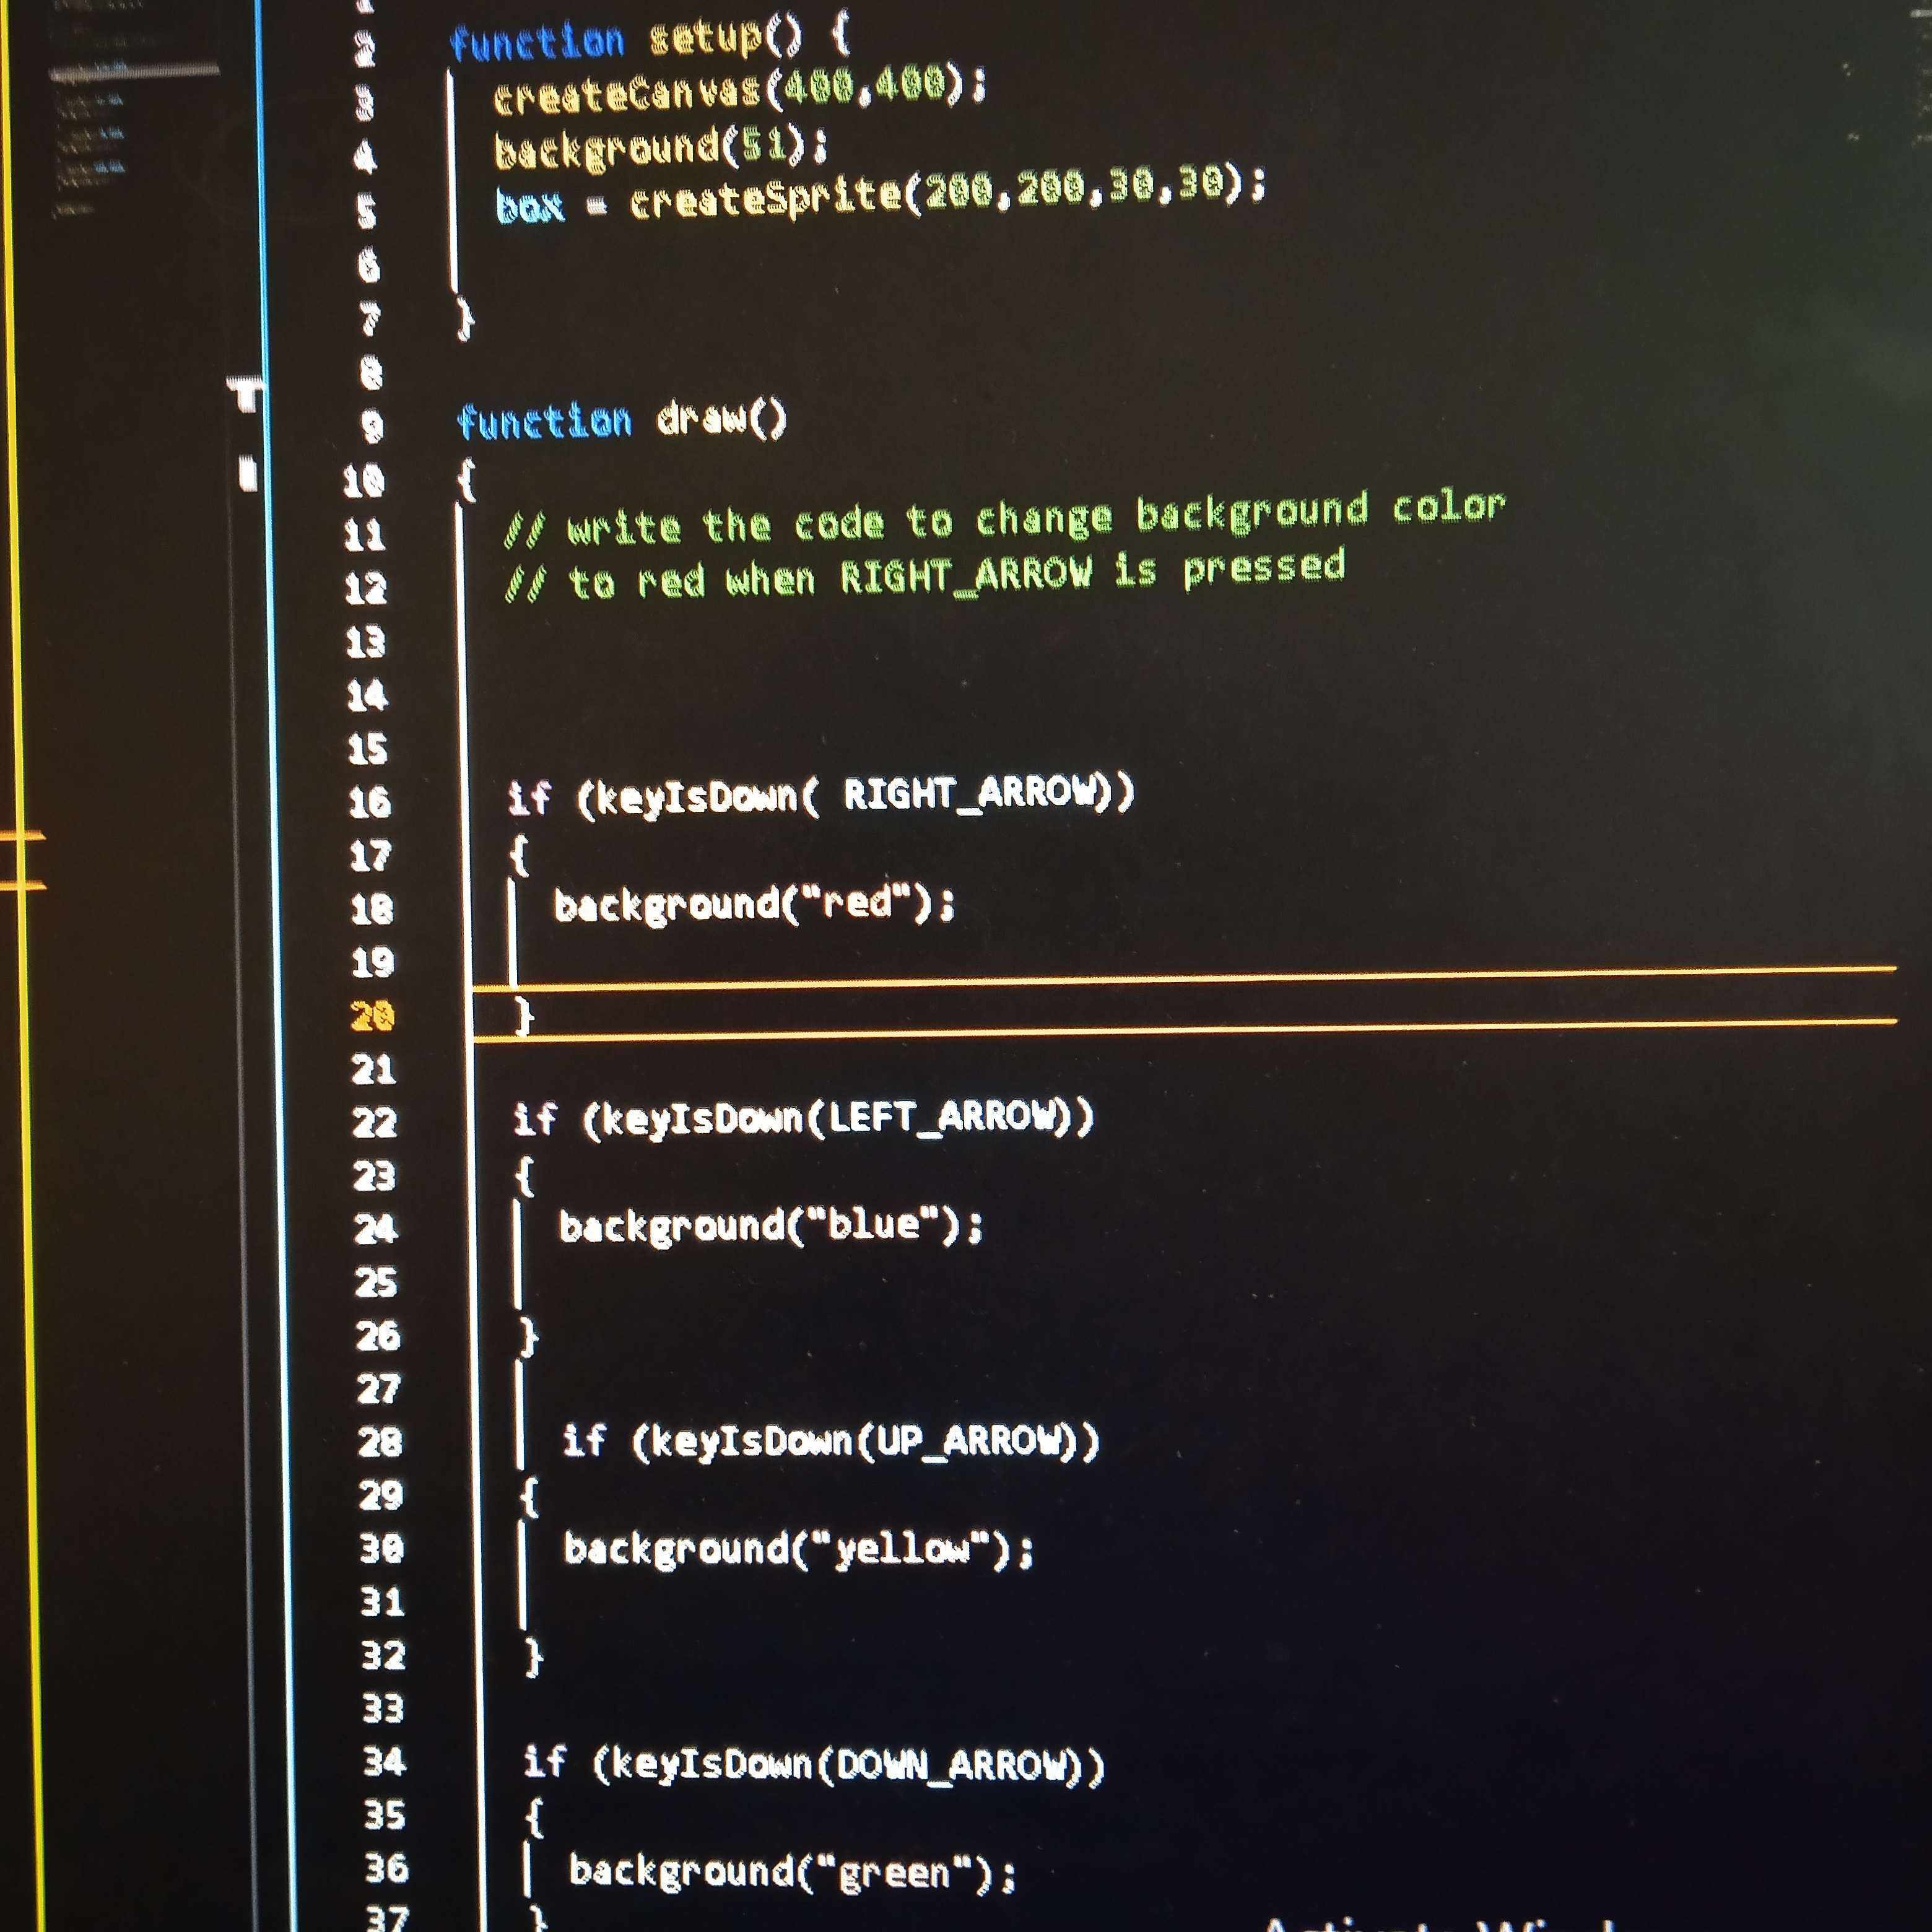 2 function setup() {
3 createCanvas(400,400);
4 background(51);
5 box = createSprite(200,200,30,30);
6
7 }
8
9 function draw()
10 {
11 // write the code to change background color
12 // to red when RIGHT_ARROW is pressed
13
14
15
16 if (keyIsDown( RIGHT_ARROW))
17 {
18 background("red");
19
20 }
21
22 if (keyIsDown(LEFT_ARROW))
23 {
24 background("blue");
25
26 }
27
28 if (keyIsDown(UP_ARROW))
29 {
30 background("yellow");
31
32 }
33
34 if (keyIsDown(DOWN_ARROW))
35 {
36 background("green");
37 }